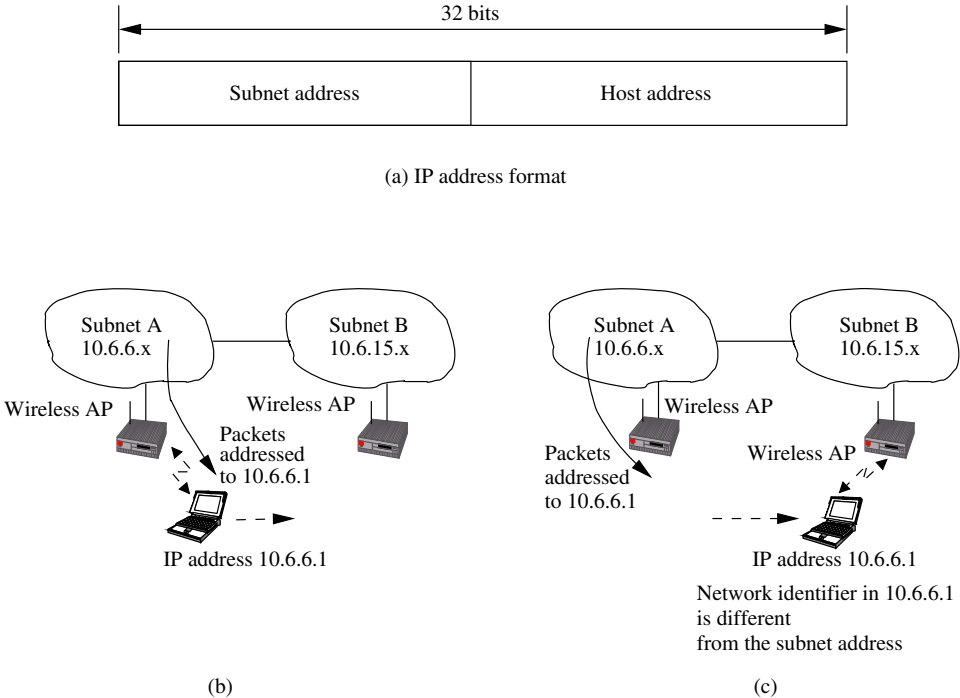 32 bits
Subnet address
Host address
(a) IP address format
Subnet A
10.6.6.x
Subnet B
10.6.15.x
Wireless AP
Wireless AP
Packets
addressed
to 10.6.6.1
IP address 10.6.6.1
(b)
Subnet A
10.6.6.x
Subnet B
10.6.15.x
Wireless AP
Packets
addressed
to 10.6.6.1
Wireless AP
IP address 10.6.6.1
Network identifier in 10.6.6.1
is different
from the subnet address
(c)